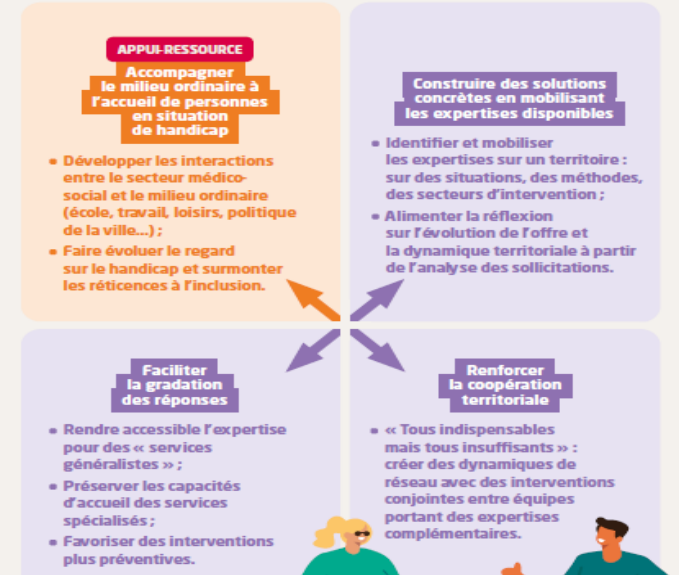 APPUI-RESSOURCE
Accompagner
le milieu ordinaire à
l'accueil de personnes
en situation
de handicap
• Développer les interactions
entre le secteur médico-
social et le milieu ordinaire
(école, travail, loisirs, politique
de la ville...) ;
• Faire évoluer le regard
sur le handicap et surmonter
les réticences à l'inclusion.
Construire des solutions
concrètes en mobilisant
les expertises disponibles
• Identifier et mobiliser
les expertises sur un territoire :
sur des situations, des méthodes,
des secteurs d'intervention ;
• Alimenter la réflexion
sur l'évolution de l'offre et
la dynamique territoriale à partir
de l'analyse des sollicitations.
Faciliter
la gradation
des réponses
• Rendre accessible l'expertise
pour des « services
généralistes » ;
• Préserver les capacités
d'accueil des services
spécialisés ;
• Favoriser des interventions
plus préventives.
Renforcer
la coopération
territoriale
• « Tous indispensables
mais tous insuffisants » :
créer des dynamiques de
réseau avec des interventions
conjointes entre équipes
portant des expertises
complémentaires.